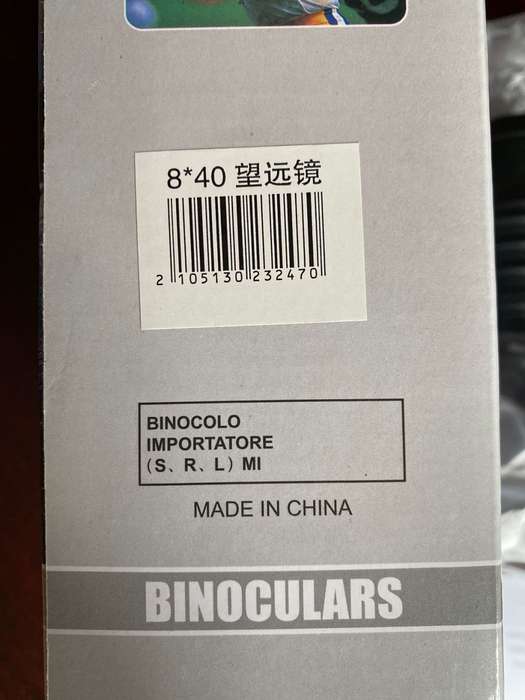 8*40 望远镜
2 105130 232470
BINOCOLO
IMPORTATORE
（S、R、L）MI
MADE IN CHINA
BINOCULARS